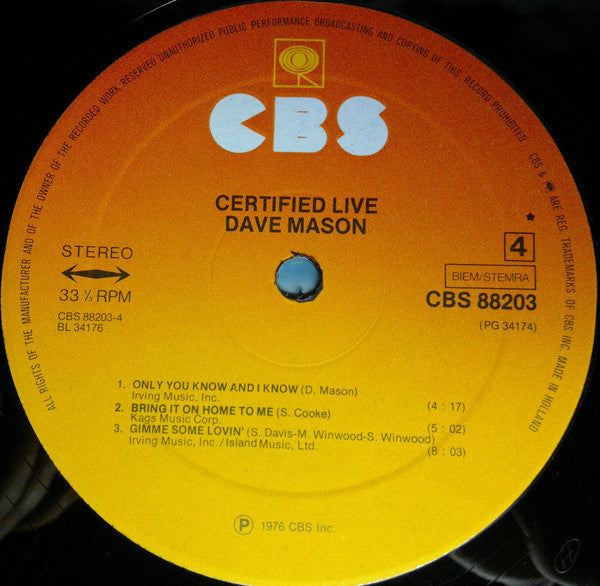 ALL RIGHTS OF THE MANUFACTURER AND OF THE OWNER OF THE RECORDED WORK RESERVED UNAUTHORIZED PUBLIC PERFORMANCE BROADCASTING AND COPYING OF THIS RECORD PROHIBITED
CBS & ART. REG. TRADEMARKS OF CBS INC. MADE IN HOLLAND
CBS
CERTIFIED LIVE
DAVE MASON
STEREO
33 ⅓ RPM
CBS 88203-4
BL 34176
4
BIEM/STEMRA
CBS 88203
(PG 34174)
1. ONLY YOU KNOW AND I KNOW (D. Mason)
Irving Music, Inc. (4 : 17)
2. BRING IT ON HOME TO ME (S. Cooke)
Kags Music Corp. (5 : 02)
3. GIMME SOME LOVIN' (S. Davis-M. Winwood-S. Winwood)
Irving Music, Inc./Island Music, Ltd. (8 : 03)
Ⓟ 1976 CBS Inc.